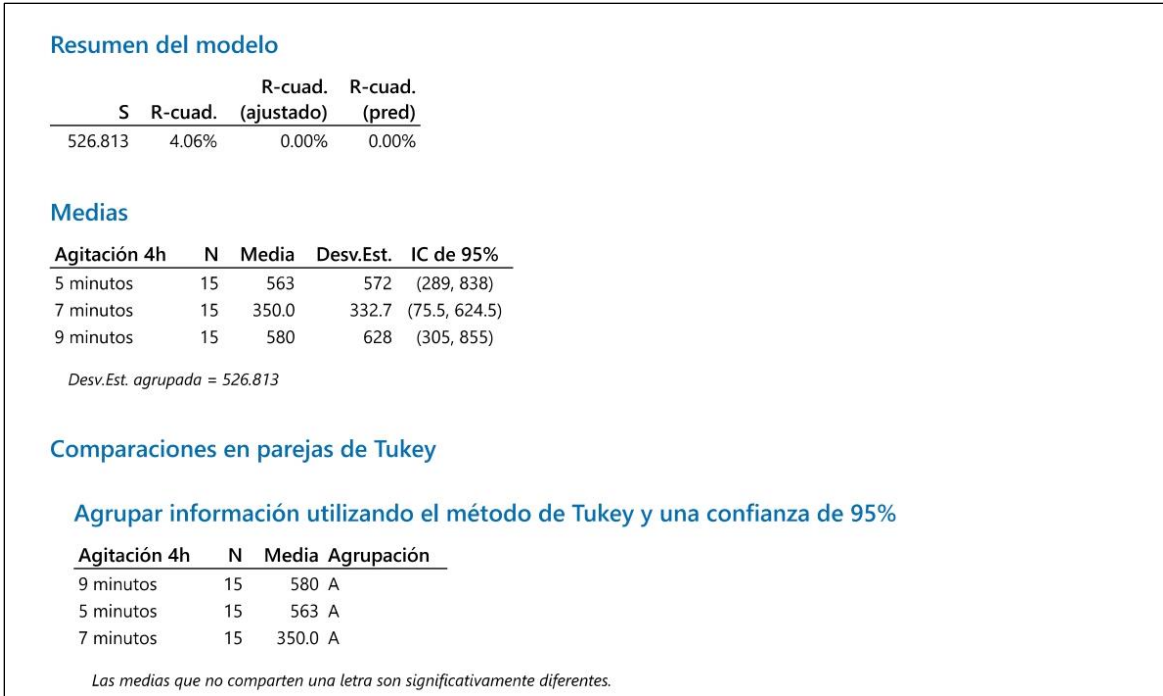 Resumen del modelo
R-cuad. R-cuad.
S R-cuad. (ajustado) (pred)
526.813 4.06% 0.00% 0.00%
Medias
Agitación 4h N Media Desv.Est. IC de 95%
5 minutos 15 563 572 (289, 838)
7 minutos 15 350.0 332.7 (75.5, 624.5)
9 minutos 15 580 628 (305, 855)
Desv.Est. agrupada = 526.813
Comparaciones en parejas de Tukey
Agrupar información utilizando el método de Tukey y una confianza de 95%
Agitación 4h N Media Agrupación
9 minutos 15 580 A
5 minutos 15 563 A
7 minutos 15 350.0 A
Las medias que no comparten una letra son significativamente diferentes.